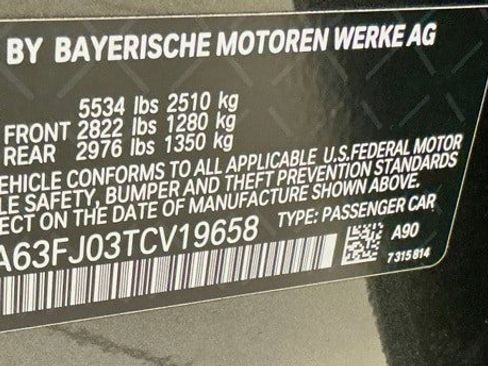 BY BAYERISCHE MOTOREN WERKE AG
5534 lbs 2510 kg
FRONT 2822 lbs 1280 kg
REAR 2976 lbs 1350 kg
VEHICLE CONFORMS TO ALL APPLICABLE U.S.FEDERAL MOTOR
LE SAFETY, BUMPER AND THEFT PREVENTION STANDARDS
ECT ON THE DATE OF MANUFACTURE SHOWN ABOVE.
A63FJ03TCV19658 TYPE: PASSENGER CAR
A90
7315814